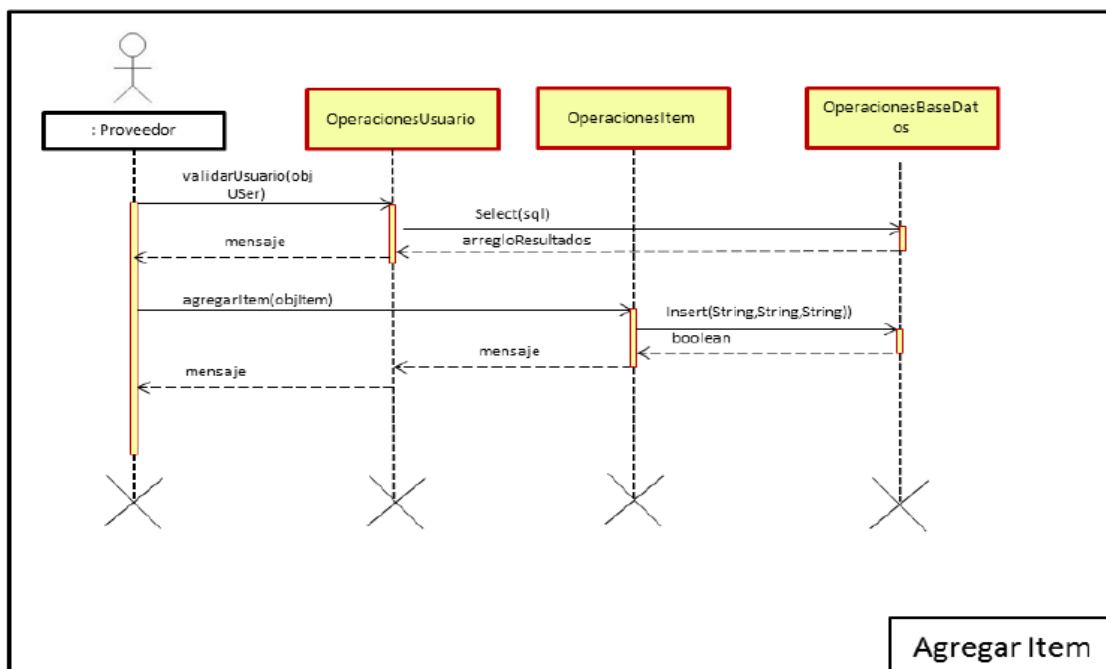 : Proveedor
OperacionesUsuario
OperacionesItem
OperacionesBaseDat
os
validarUsuario(obj
USer)
Select(sql)
arregloResultados
mensaje
agregarItem(objItem)
Insert(String,String,String))
boolean
mensaje
mensaje
Agregar Item